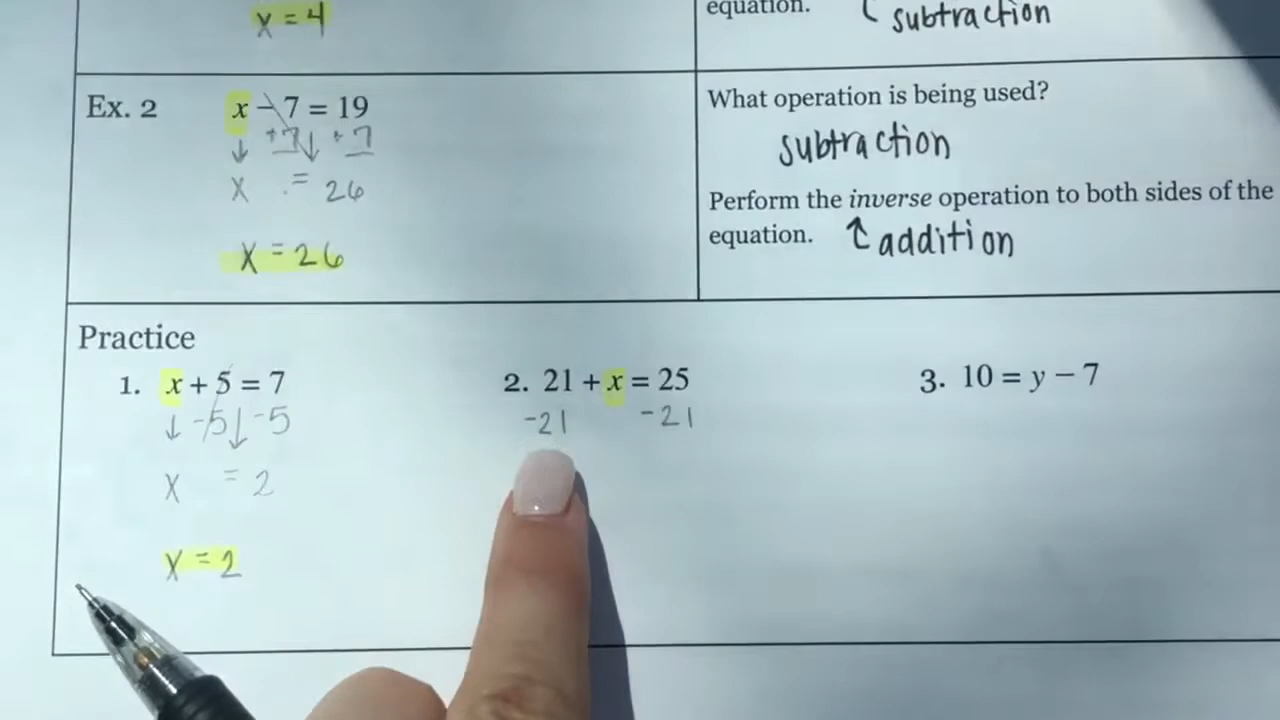 x = 4
equation. subtraction
Ex. 2 x - 7 = 19
+7 +7
x = 26
x = 26
What operation is being used?
subtraction
Perform the inverse operation to both sides of the
equation. ↑ addition
Practice
1. x + 5 = 7
↓ -5 ↓ -5
x = 2
x = 2
2. 21 + x = 25
-21 -21
3. 10 = y - 7